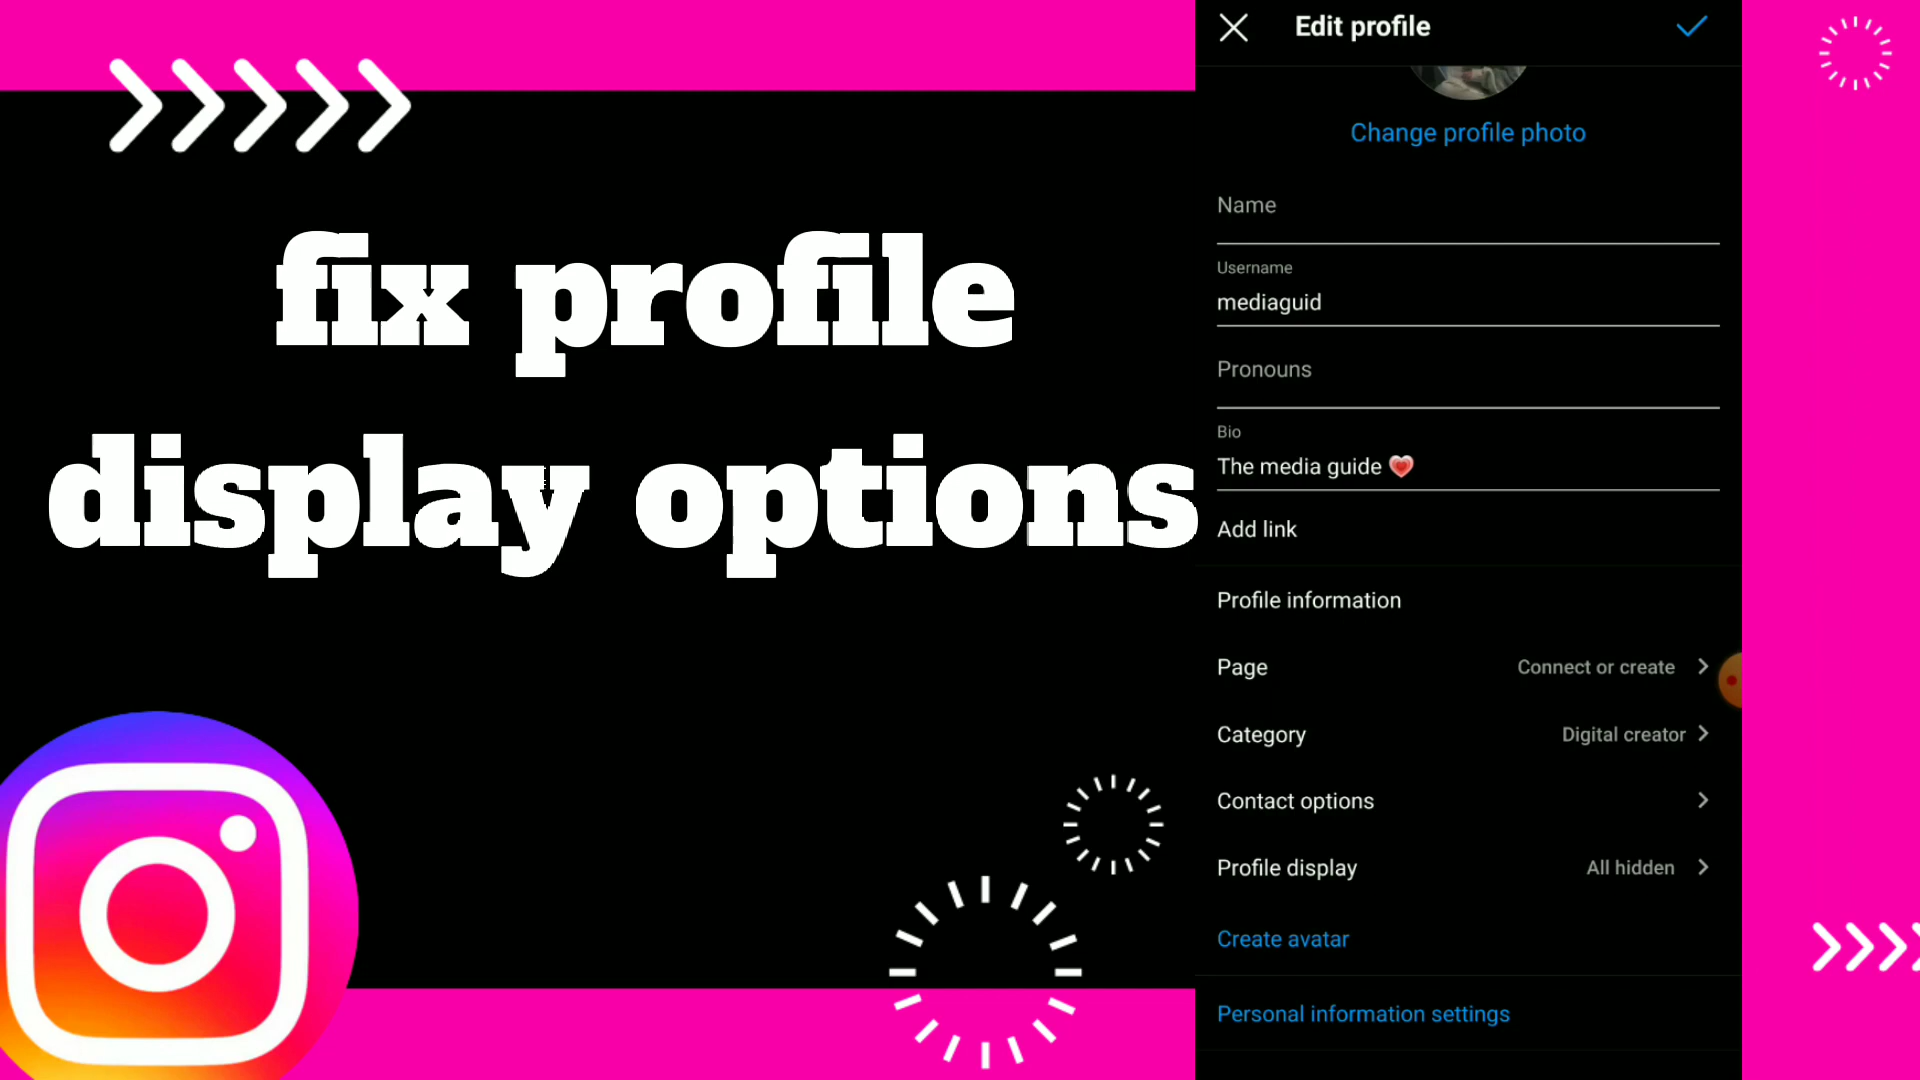 fix profile
display options
Edit profile
Change profile photo
Name
Username
mediaguid
Pronouns
Bio
The media guide 💗
Add link
Profile information
Page Connect or create
Category Digital creator
Contact options
Profile display All hidden
Create avatar
Personal information settings